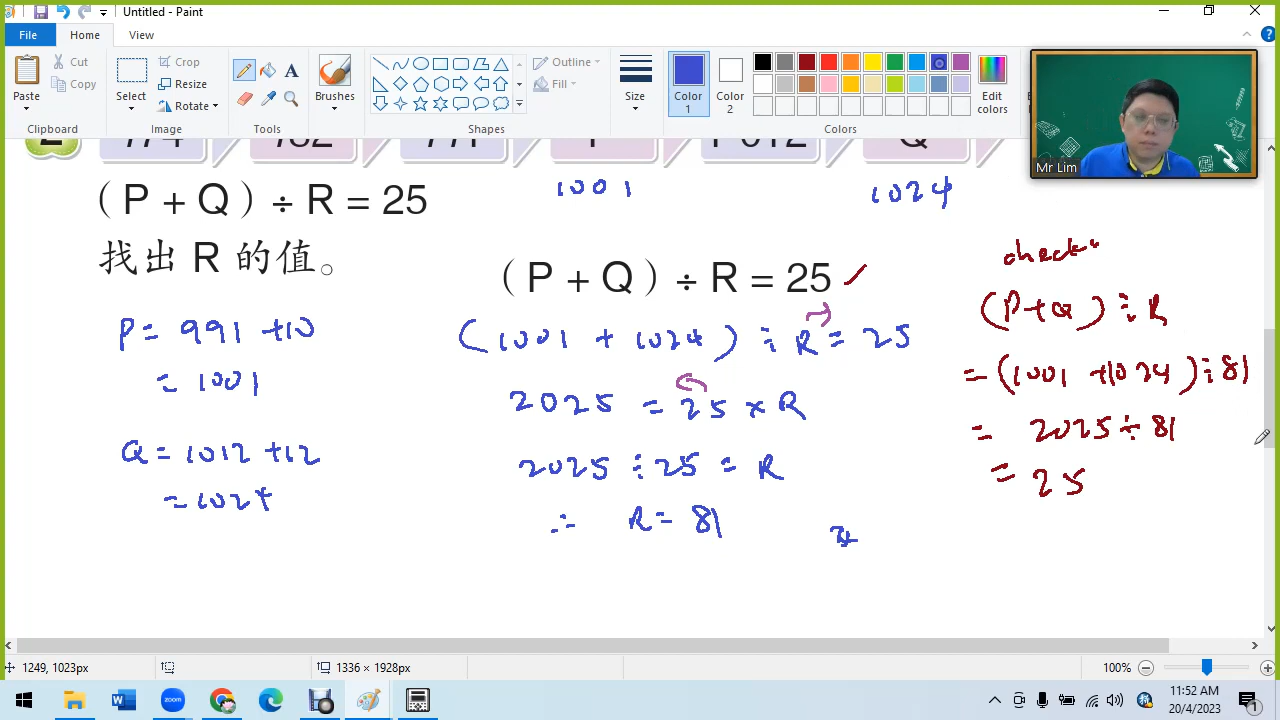 Untitled - Paint
File Home View
Cut
Copy
Paste
Clipboard
Select
Crop
Resize
Rotate
Image
Tools
Brushes
Outline
Fill
Shapes
Size
Color 1
Color 2
Edit colors
Colors
Mr Lim
1001 1024
(P + Q) ÷ R = 25
找出 R 的值。
P = 991 + 10
= 1001
Q = 1012 + 12
= 1024
(P + Q) ÷ R = 25 ✓
(1001 + 1024) ÷ R = 25
2025 = 25 × R
2025 ÷ 25 = R
∴ R = 81
check
(P + Q) ÷ R
= (1001 + 1024) ÷ 81
= 2025 ÷ 81
= 25
1249, 1023px
1336 × 1928px
100%
11:52 AM
20/4/2023